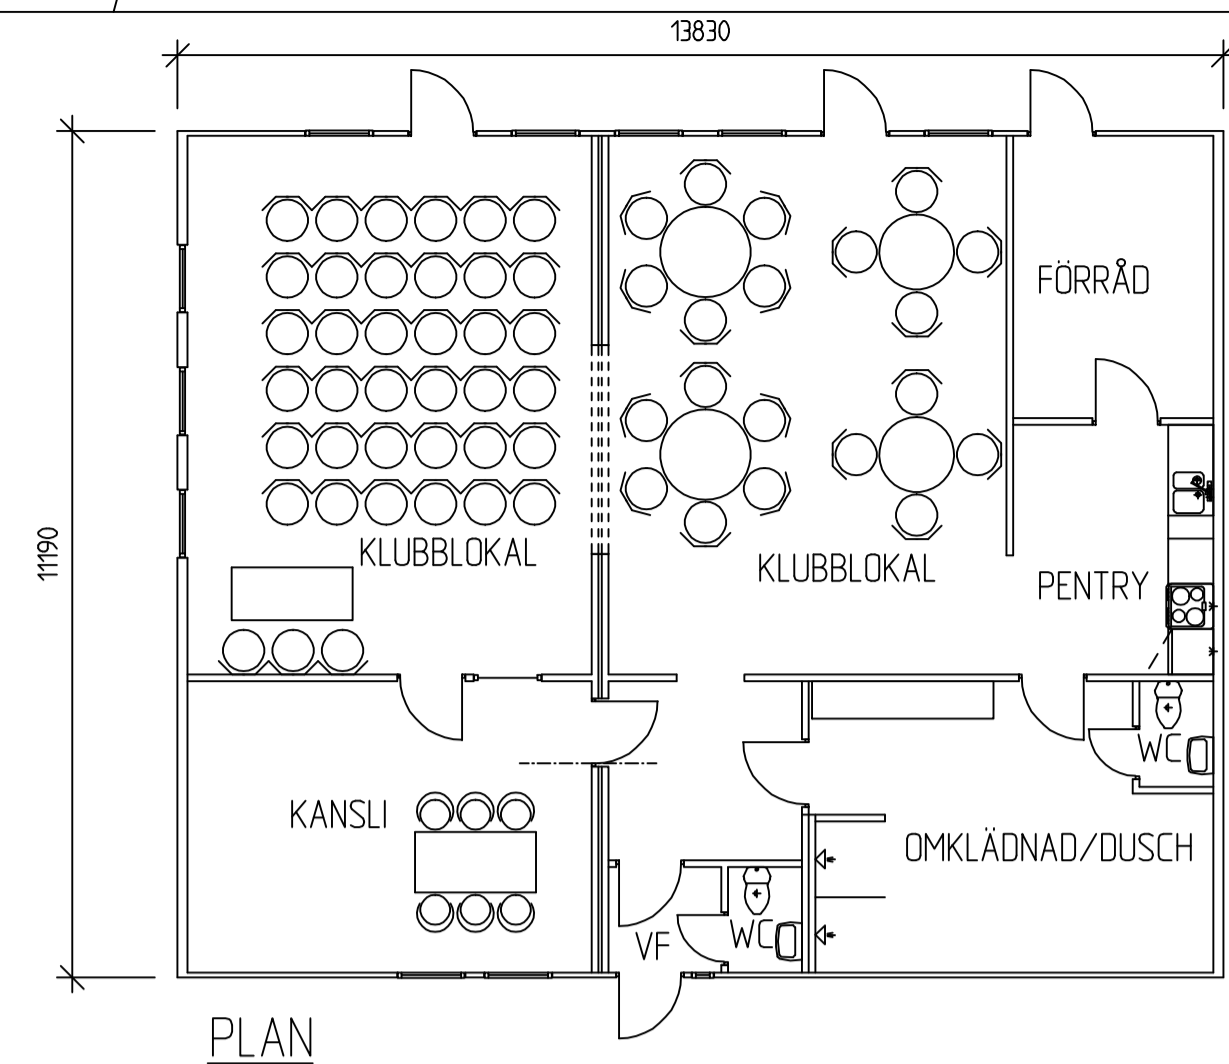 13830
11190
FÖRRÅD
KLUBBLOKAL
KLUBBLOKAL
PENTRY
WC
KANSLI
OMKLÄDNAD/DUSCH
VF
WC
PLAN